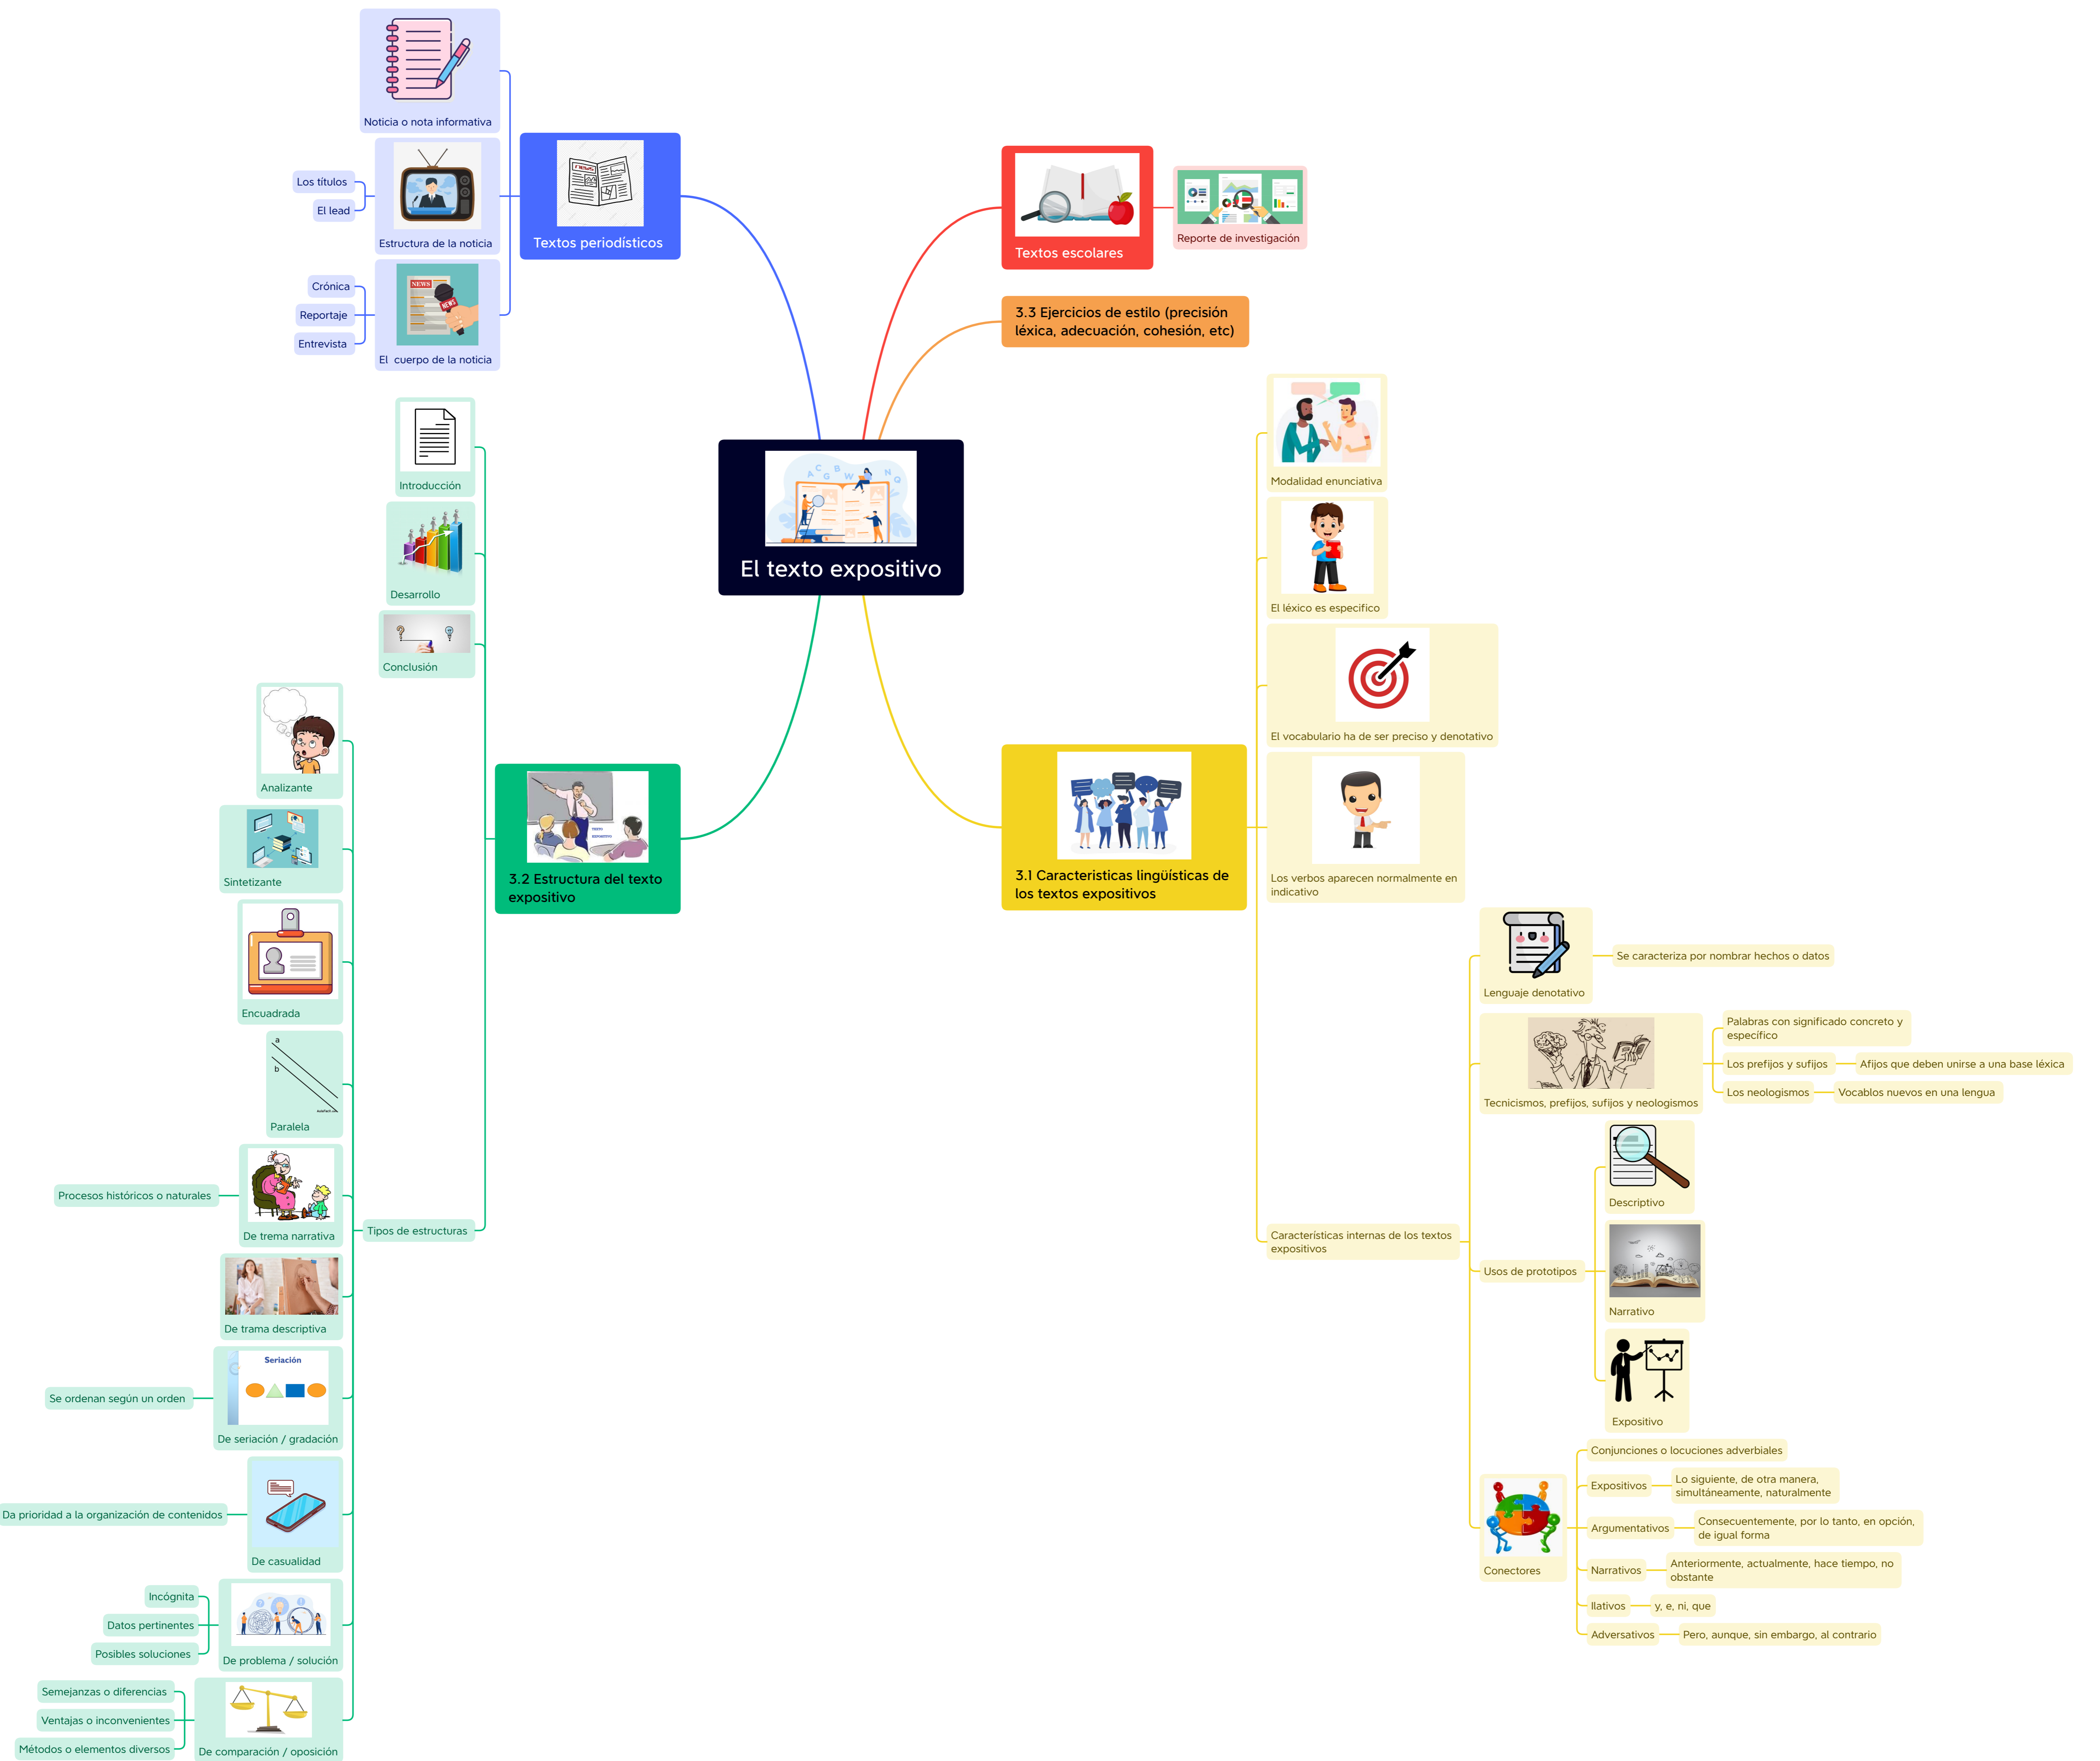 El texto expositivo
Textos escolares
Reporte de investigación
3.3 Ejercicios de estilo (precisión
léxica, adecuación, cohesión, etc)
3.1 Caracteristicas lingüísticas de
los textos expositivos
Modalidad enunciativa
El léxico es especifico
El vocabulario ha de ser preciso y denotativo
Los verbos aparecen normalmente en
indicativo
Características internas de los textos
expositivos
Lenguaje denotativo
Se caracteriza por nombrar hechos o datos
Tecnicismos, prefijos, sufijos y neologismos
Palabras con significado concreto y
específico
Los prefijos y sufijos
Afijos que deben unirse a una base léxica
Los neologismos
Vocablos nuevos en una lengua
Usos de prototipos
Descriptivo
Narrativo
Expositivo
Conectores
Conjunciones o locuciones adverbiales
Expositivos
Lo siguiente, de otra manera,
simultáneamente, naturalmente
Argumentativos
Consecuentemente, por lo tanto, en opción,
de igual forma
Narrativos
Anteriormente, actualmente, hace tiempo, no
obstante
Ilativos
y, e, ni, que
Adversativos
Pero, aunque, sin embargo, al contrario
Textos periodísticos
Noticia o nota informativa
Estructura de la noticia
Los títulos
El lead
NEWS
NEWS
El cuerpo de la noticia
Crónica
Reportaje
Entrevista
3.2 Estructura del texto
expositivo
Introducción
Desarrollo
Conclusión
Tipos de estructuras
Analizante
Sintetizante
Encuadrada
a
b
Paralela
De trema narrativa
Procesos históricos o naturales
De trama descriptiva
Seriación
De seriación / gradación
Se ordenan según un orden
De casualidad
Da prioridad a la organización de contenidos
De problema / solución
Incógnita
Datos pertinentes
Posibles soluciones
De comparación / oposición
Semejanzas o diferencias
Ventajas o inconvenientes
Métodos o elementos diversos